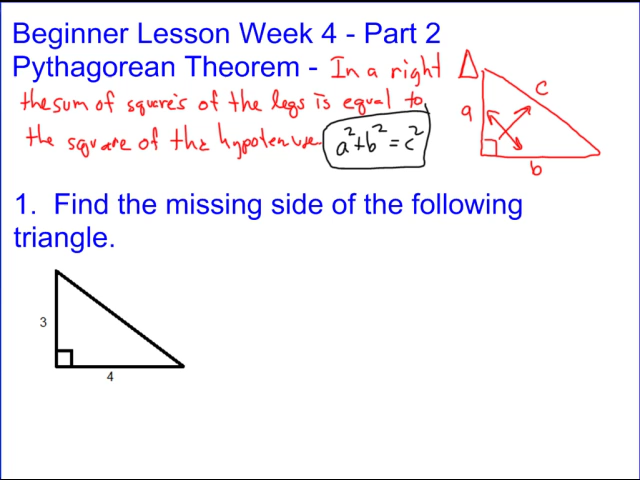 Beginner Lesson Week 4 - Part 2
Pythagorean Theorem - In a right Δ
the sum of square's of the legs is equal to
the square of the hypotenuse a²+b²=c²
c
a
b
1. Find the missing side of the following
triangle.
3
4